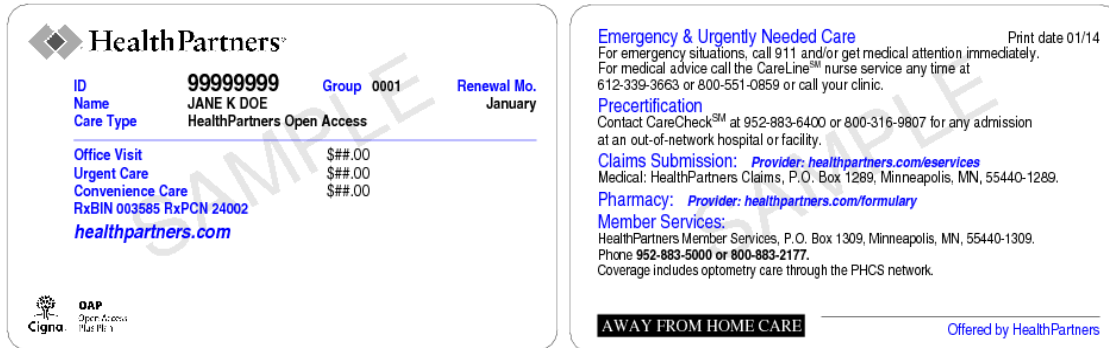 HealthPartners®
ID 99999999 Group 0001 Renewal Mo.
Name JANE K DOE January
Care Type HealthPartners Open Access
Office Visit $##.00
Urgent Care $##.00
Convenience Care $##.00
RxBIN 003585 RxPCN 24002
healthpartners.com
SAMPLE
Cigna.
OAP
Open Access
Plus Plan
Emergency & Urgently Needed Care Print date 01/14
For emergency situations, call 911 and/or get medical attention immediately.
For medical advice call the CareLine℠ nurse service any time at
612-339-3663 or 800-551-0859 or call your clinic.
Precertification
Contact CareCheck℠ at 952-883-6400 or 800-316-9807 for any admission
at an out-of-network hospital or facility.
Claims Submission: Provider: healthpartners.com/eservices
Medical: HealthPartners Claims, P.O. Box 1289, Minneapolis, MN, 55440-1289.
Pharmacy: Provider: healthpartners.com/formulary
Member Services:
HealthPartners Member Services, P.O. Box 1309, Minneapolis, MN, 55440-1309.
Phone 952-883-5000 or 800-883-2177.
Coverage includes optometry care through the PHCS network.
SAMPLE
AWAY FROM HOME CARE
Offered by HealthPartners